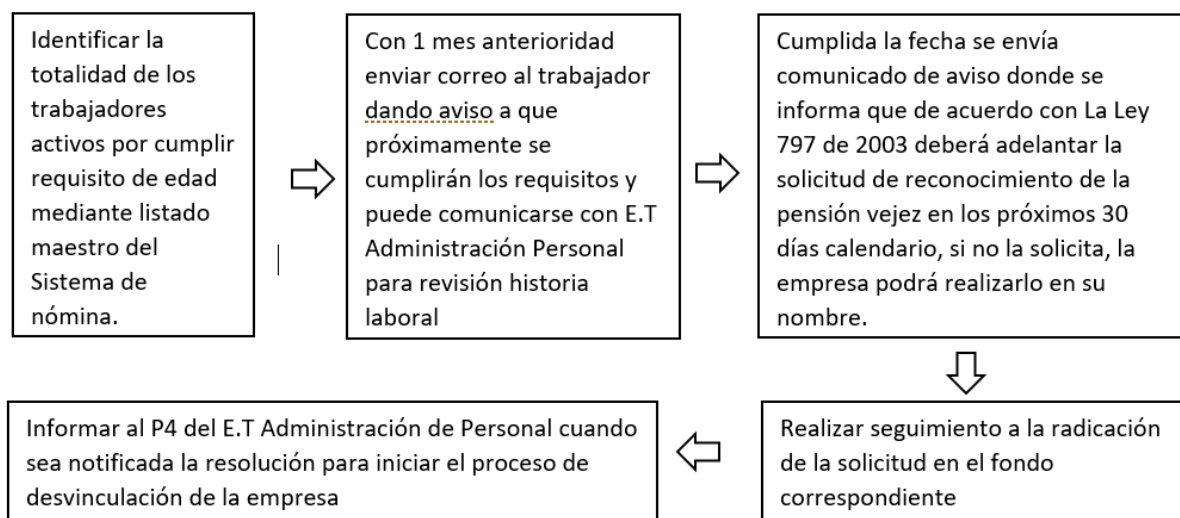 Identificar la
totalidad de los
trabajadores
activos por cumplir
requisito de edad
mediante listado
maestro del
Sistema de
nómina.
Con 1 mes anterioridad
enviar correo al trabajador
dando aviso a que
próximamente se
cumplirán los requisitos y
puede comunicarse con E.T
Administración Personal
para revisión historia
laboral
Cumplida la fecha se envía
comunicado de aviso donde se
informa que de acuerdo con La Ley
797 de 2003 deberá adelantar la
solicitud de reconocimiento de la
pensión vejez en los próximos 30
días calendario, si no la solicita, la
empresa podrá realizarlo en su
nombre.
Realizar seguimiento a la radicación
de la solicitud en el fondo
correspondiente
Informar al P4 del E.T Administración de Personal cuando
sea notificada la resolución para iniciar el proceso de
desvinculación de la empresa